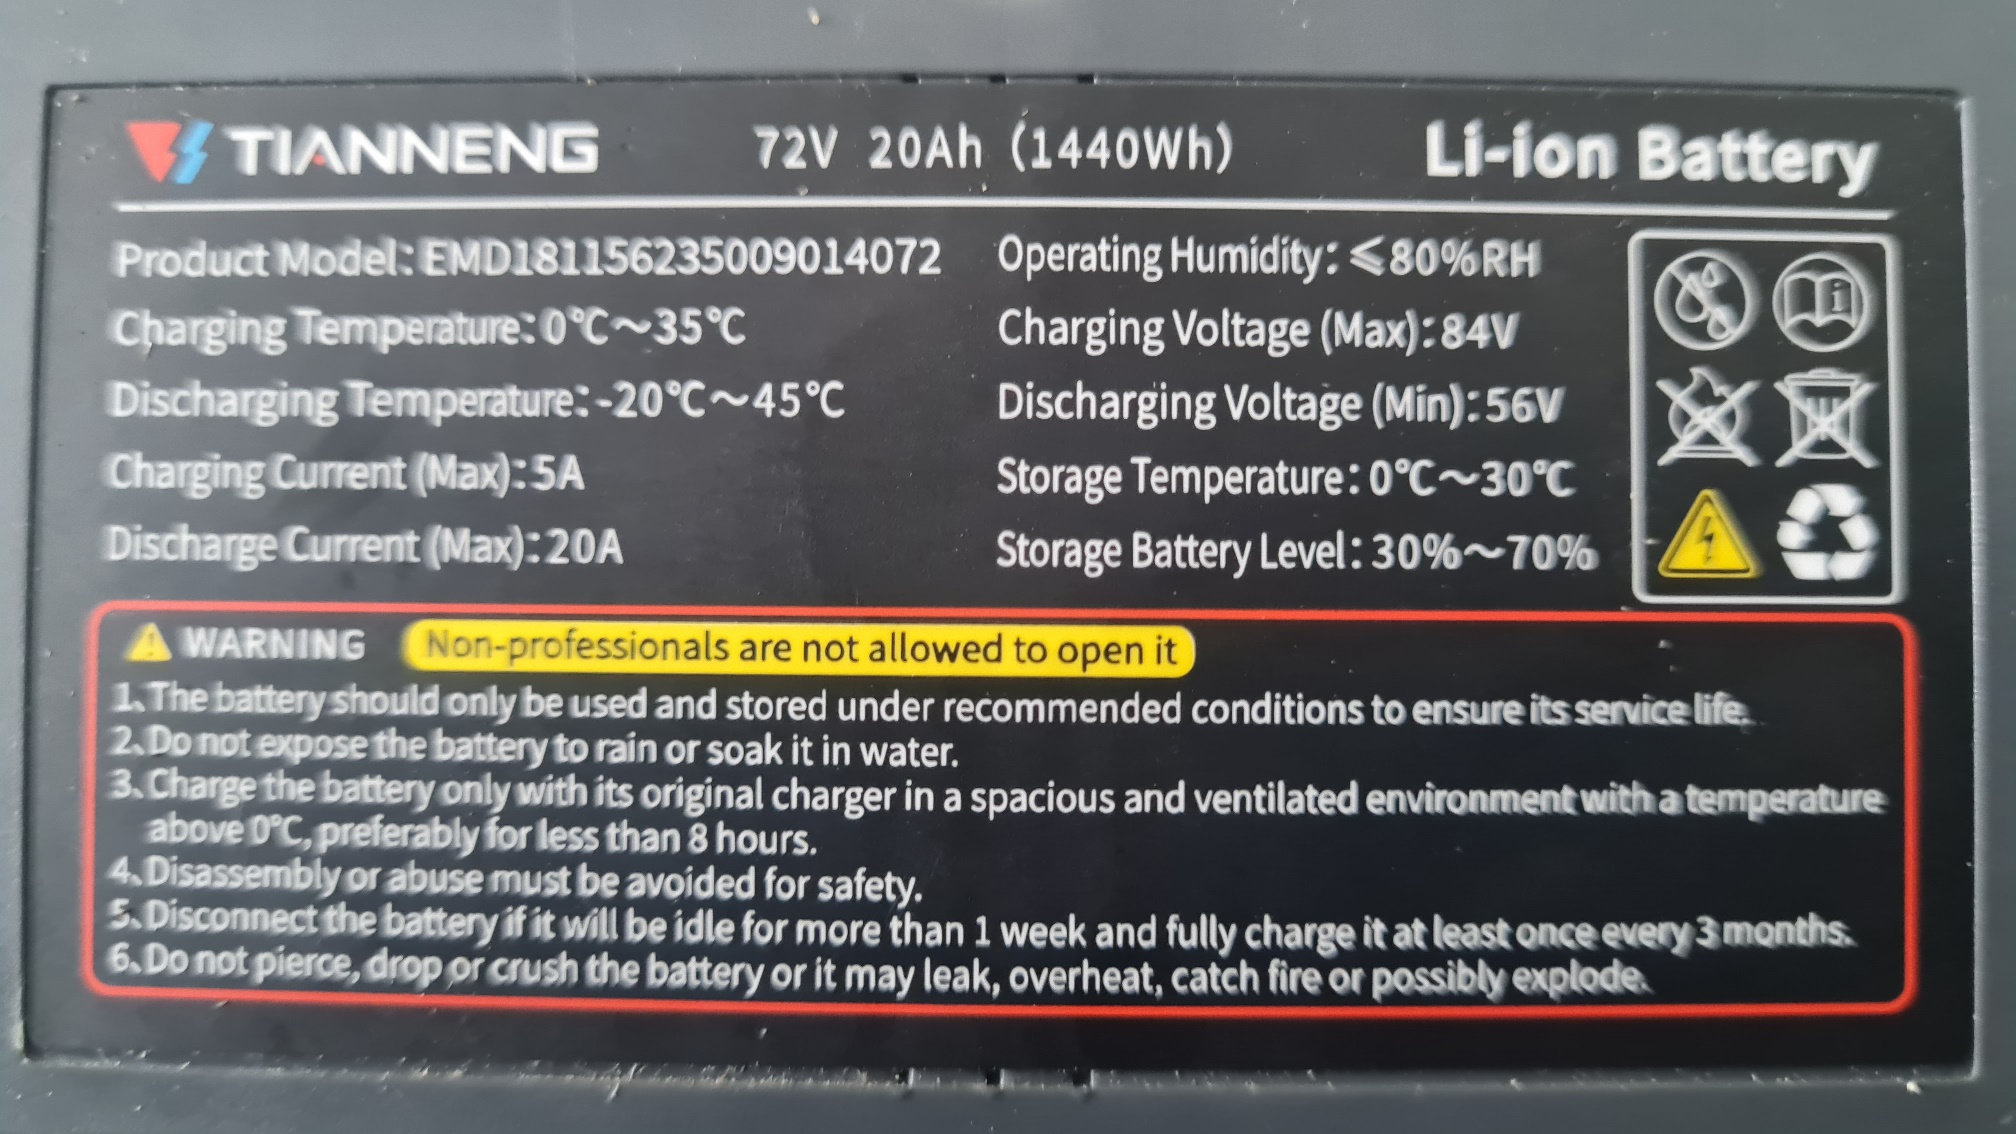 TIANNENG 72V 20Ah (1440Wh) Li-ion Battery
Product Model: EMD181156235009014072
Charging Temperature: 0℃～35℃
Discharging Temperature: -20℃～45℃
Charging Current (Max): 5A
Discharge Current (Max): 20A
Operating Humidity: ≤80%RH
Charging Voltage (Max): 84V
Discharging Voltage (Min): 56V
Storage Temperature: 0℃～30℃
Storage Battery Level: 30%～70%
WARNING Non-professionals are not allowed to open it
1、The battery should only be used and stored under recommended conditions to ensure its service life.
2、Do not expose the battery to rain or soak it in water.
3、Charge the battery only with its original charger in a spacious and ventilated environment with a temperature
above 0℃, preferably for less than 8 hours.
4、Disassembly or abuse must be avoided for safety.
5、Disconnect the battery if it will be idle for more than 1 week and fully charge it at least once every 3 months.
6、Do not pierce, drop or crush the battery or it may leak, overheat, catch fire or possibly explode.